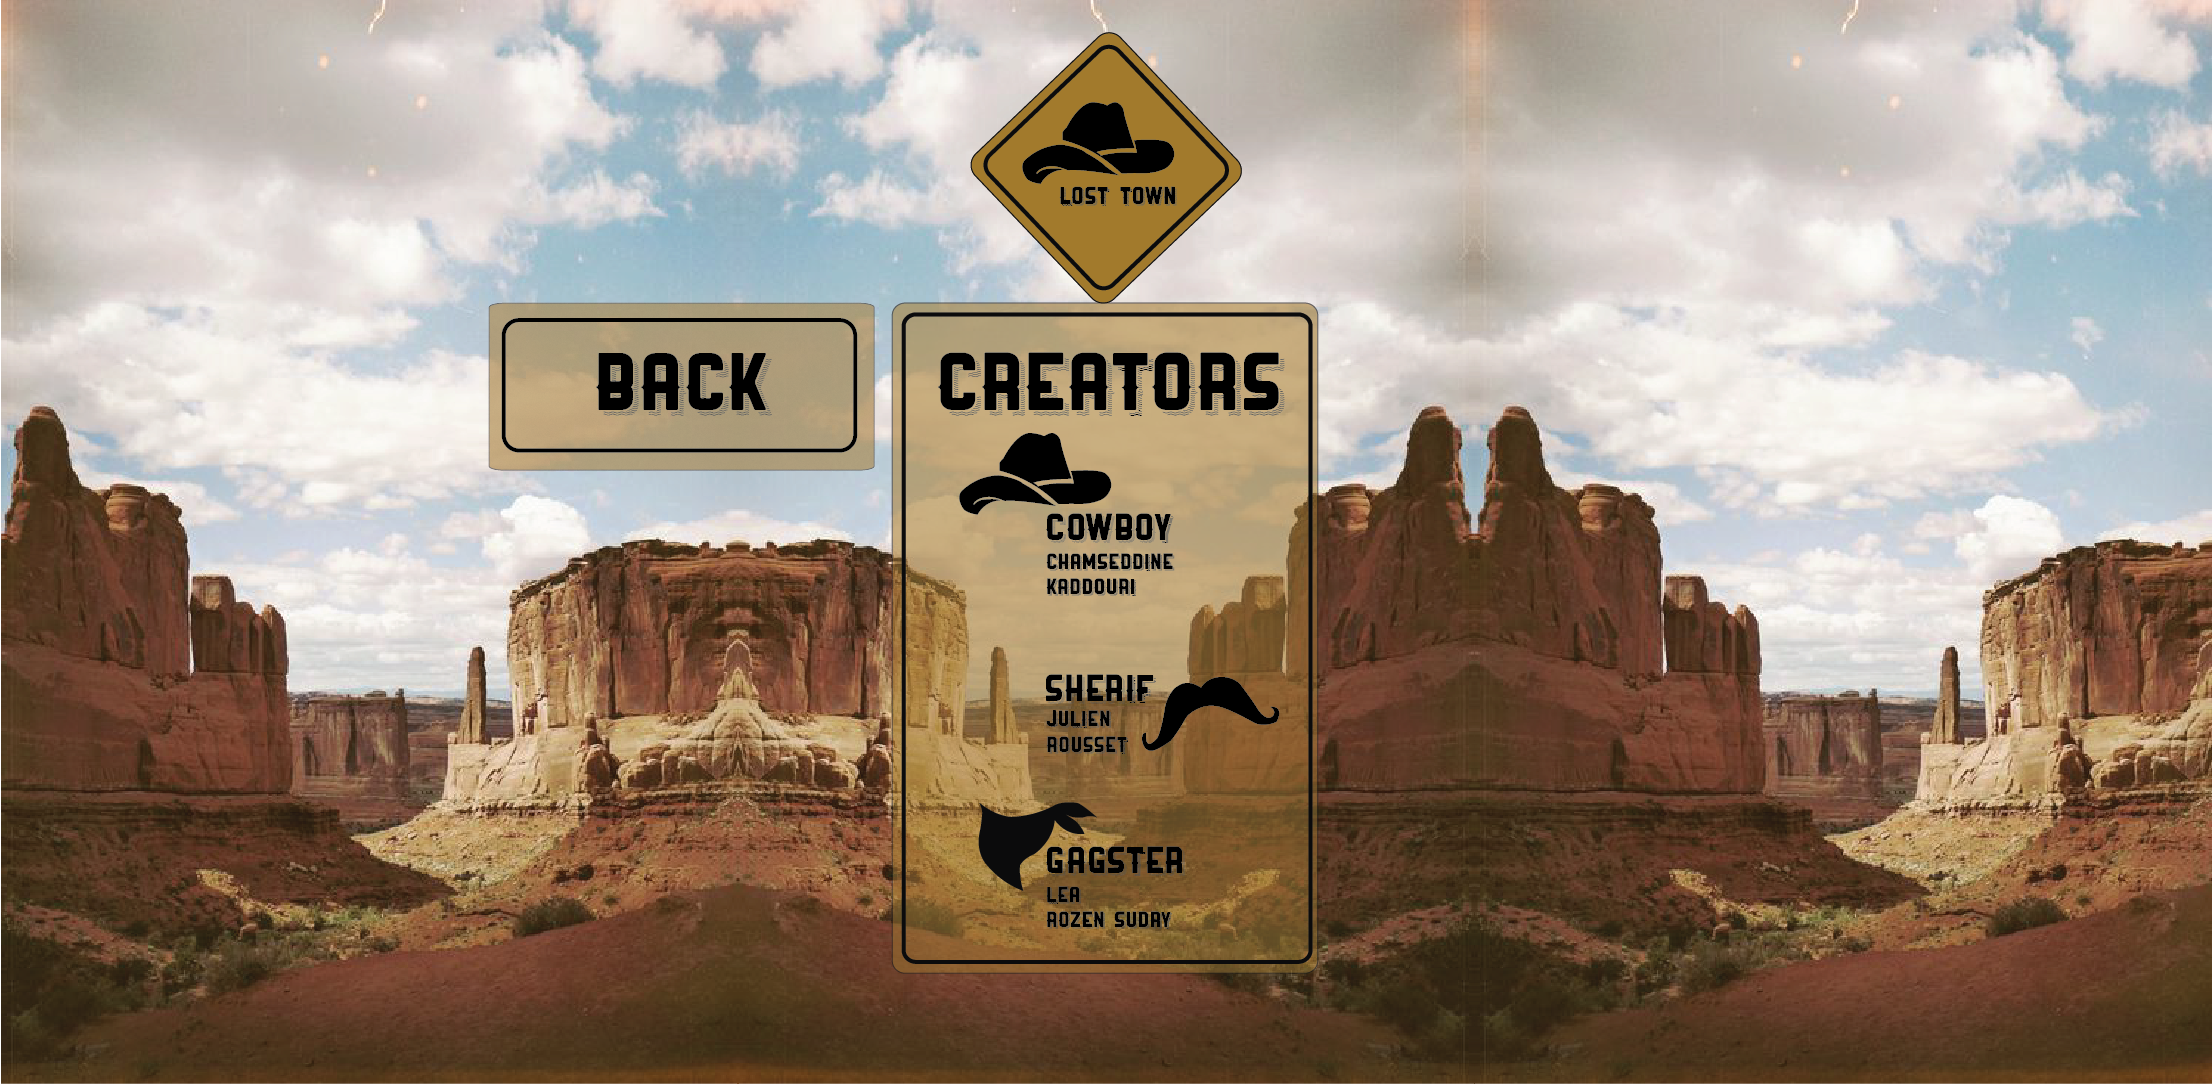 LOST TOWN
BACK
CREATORS
COWBOY
CHAMSEDDINE
KADDOURI
SHERIF
JULIEN
ROUSSET
GAGSTER
LEA
ROZEN SUDRY